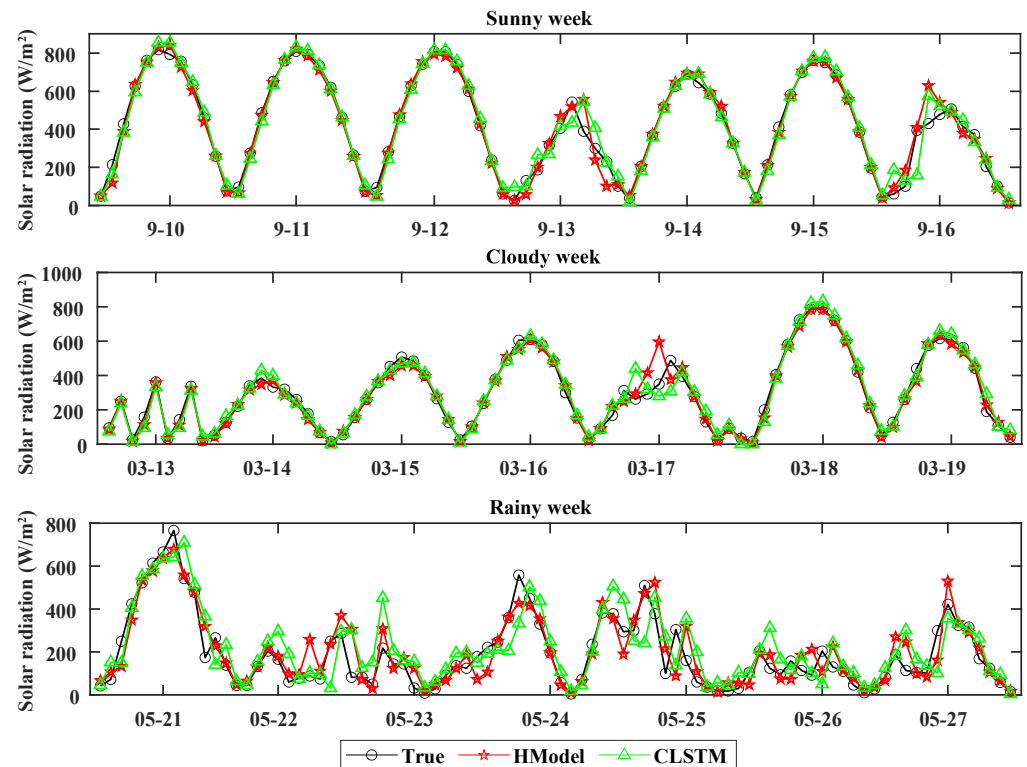 Sunny week
Solar radiation (W/m²)
800
600
400
200
0
9-10 9-11 9-12 9-13 9-14 9-15 9-16
Cloudy week
Solar radiation (W/m²)
1000
800
600
400
200
0
03-13 03-14 03-15 03-16 03-17 03-18 03-19
Rainy week
Solar radiation (W/m²)
800
600
400
200
0
05-21 05-22 05-23 05-24 05-25 05-26 05-27
True HModel CLSTM